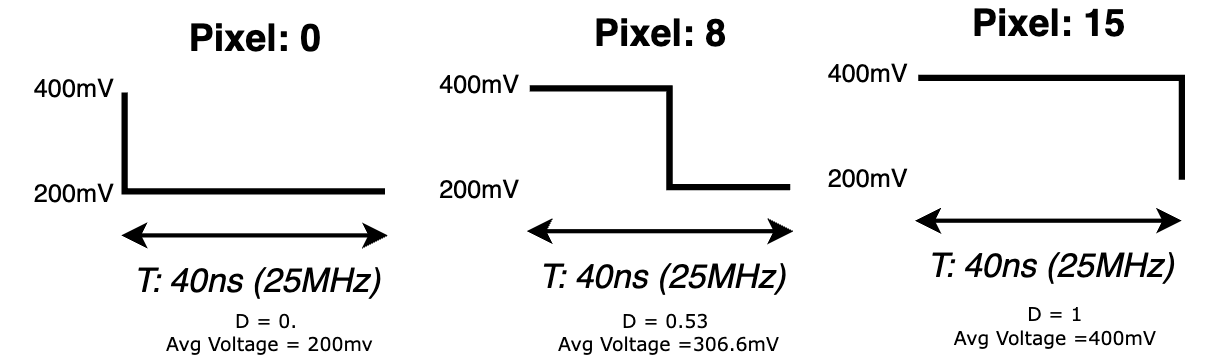 Pixel: 0
400mV
200mV
T: 40ns (25MHz)
D = 0.
Avg Voltage = 200mv
Pixel: 8
400mV
200mV
T: 40ns (25MHz)
D = 0.53
Avg Voltage =306.6mV
Pixel: 15
400mV
200mV
T: 40ns (25MHz)
D = 1
Avg Voltage =400mV